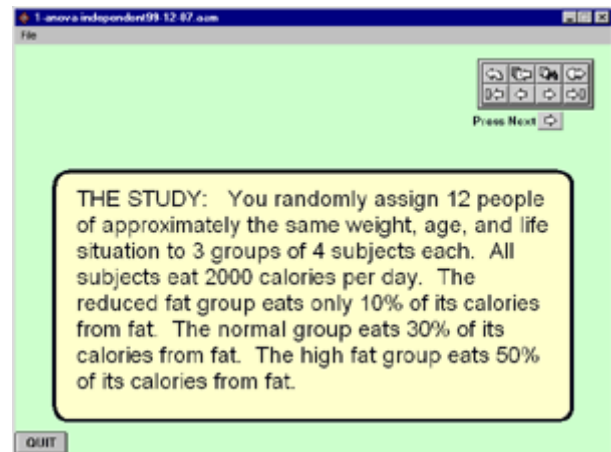 1-anova-independent99-12-07.asm
File
Press Next
THE STUDY: You randomly assign 12 people
of approximately the same weight, age, and life
situation to 3 groups of 4 subjects each. All
subjects eat 2000 calories per day. The
reduced fat group eats only 10% of its calories
from fat. The normal group eats 30% of its
calories from fat. The high fat group eats 50%
of its calories from fat.
QUIT